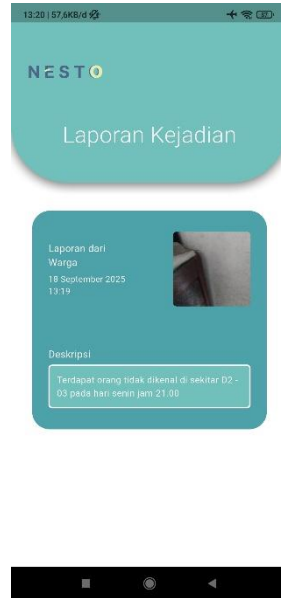 13:20 | 57,6KB/d
37
NESTO
Laporan Kejadian
Laporan dari
Warga
18 September 2025
13:19
Deskripsi
Terdapat orang tidak dikenal di sekitar D2 -
03 pada hari senin jam 21.00